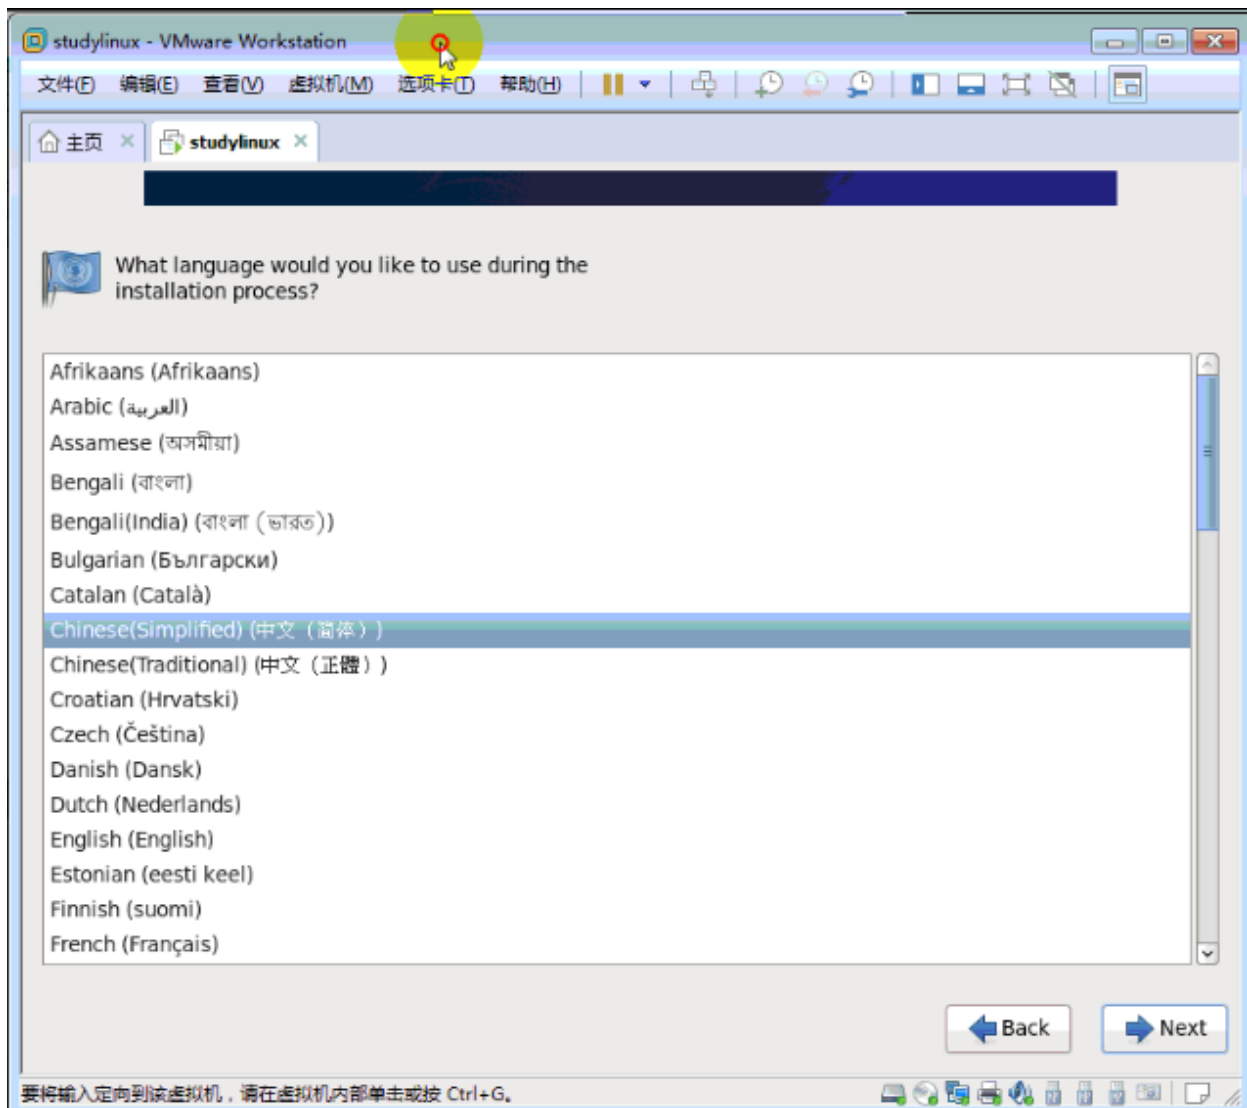 studylinux - VMware Workstation
文件(F) 编辑(E) 查看(V) 虚拟机(M) 选项卡(T) 帮助(H)
主页 studylinux
What language would you like to use during the
installation process?
Afrikaans (Afrikaans)
Arabic (العربية)
Assamese (অসমীয়া)
Bengali (বাংলা)
Bengali(India) (বাংলা (ভারত))
Bulgarian (Български)
Catalan (Català)
Chinese(Simplified) (中文（简体）)
Chinese(Traditional) (中文（正體）)
Croatian (Hrvatski)
Czech (Čeština)
Danish (Dansk)
Dutch (Nederlands)
English (English)
Estonian (eesti keel)
Finnish (suomi)
French (Français)
Back Next
要将输入定向到该虚拟机，请在虚拟机内部单击或按 Ctrl+G。